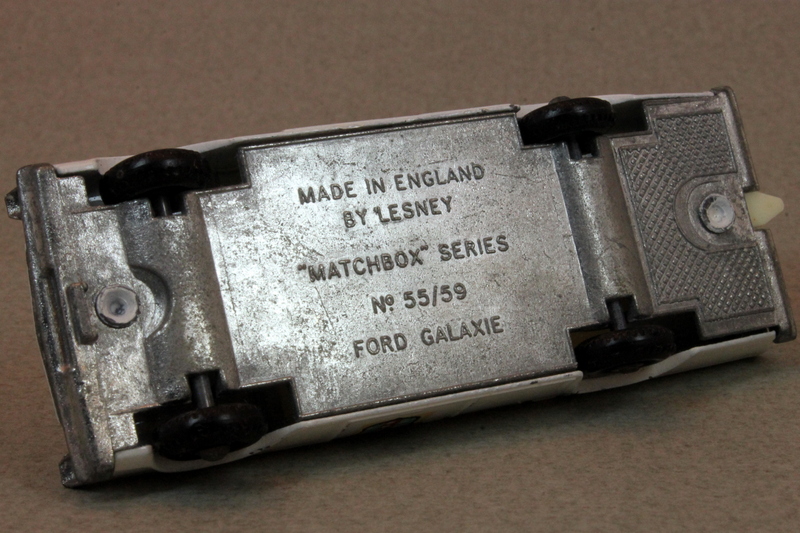 MADE IN ENGLAND
BY LESNEY
"MATCHBOX" SERIES
Nº 55/59
FORD GALAXIE